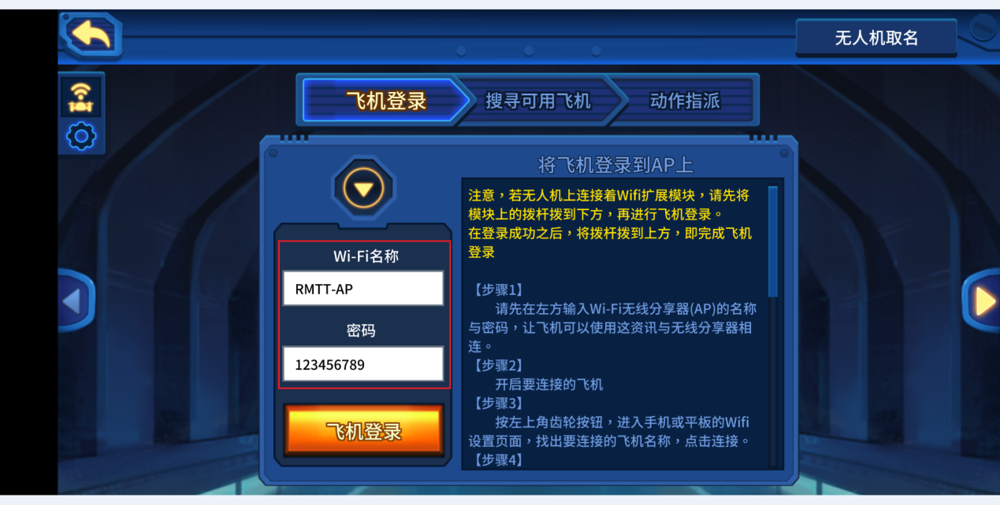 无人机取名
飞机登录
搜寻可用飞机
动作指派
将飞机登录到AP上
Wi-Fi名称
RMTT-AP
密码
123456789
飞机登录
注意，若无人机上连接着Wifi扩展模块，请先将
模块上的拨杆拨到下方，再进行飞机登录。
在登录成功之后，将拨杆拨到上方，即完成飞机
登录
【步骤1】
请先在左方输入Wi-Fi无线分享器(AP)的名称
与密码，让飞机可以使用这资讯与无线分享器相
连。
【步骤2】
开启要连接的飞机
【步骤3】
按左上角齿轮按钮，进入手机或平板的Wifi
设置页面，找出要连接的飞机名称，点击连接。
【步骤4】